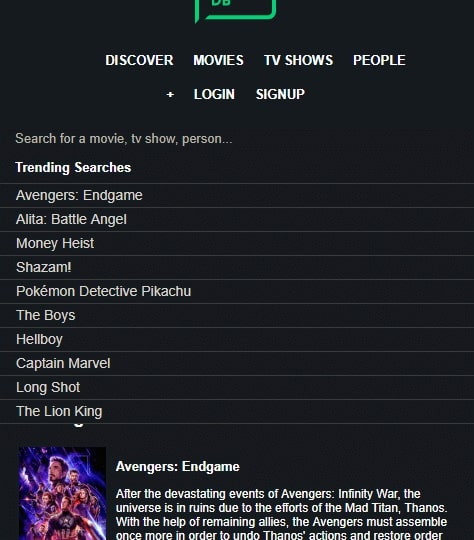 DB
DISCOVER MOVIES TV SHOWS PEOPLE
+ LOGIN SIGNUP
Search for a movie, tv show, person...
Trending Searches
Avengers: Endgame
Alita: Battle Angel
Money Heist
Shazam!
Pokémon Detective Pikachu
The Boys
Hellboy
Captain Marvel
Long Shot
The Lion King
Avengers: Endgame
After the devastating events of Avengers: Infinity War, the
universe is in ruins due to the efforts of the Mad Titan, Thanos.
With the help of remaining allies, the Avengers must assemble
once more in order to undo Thanos' actions and restore order